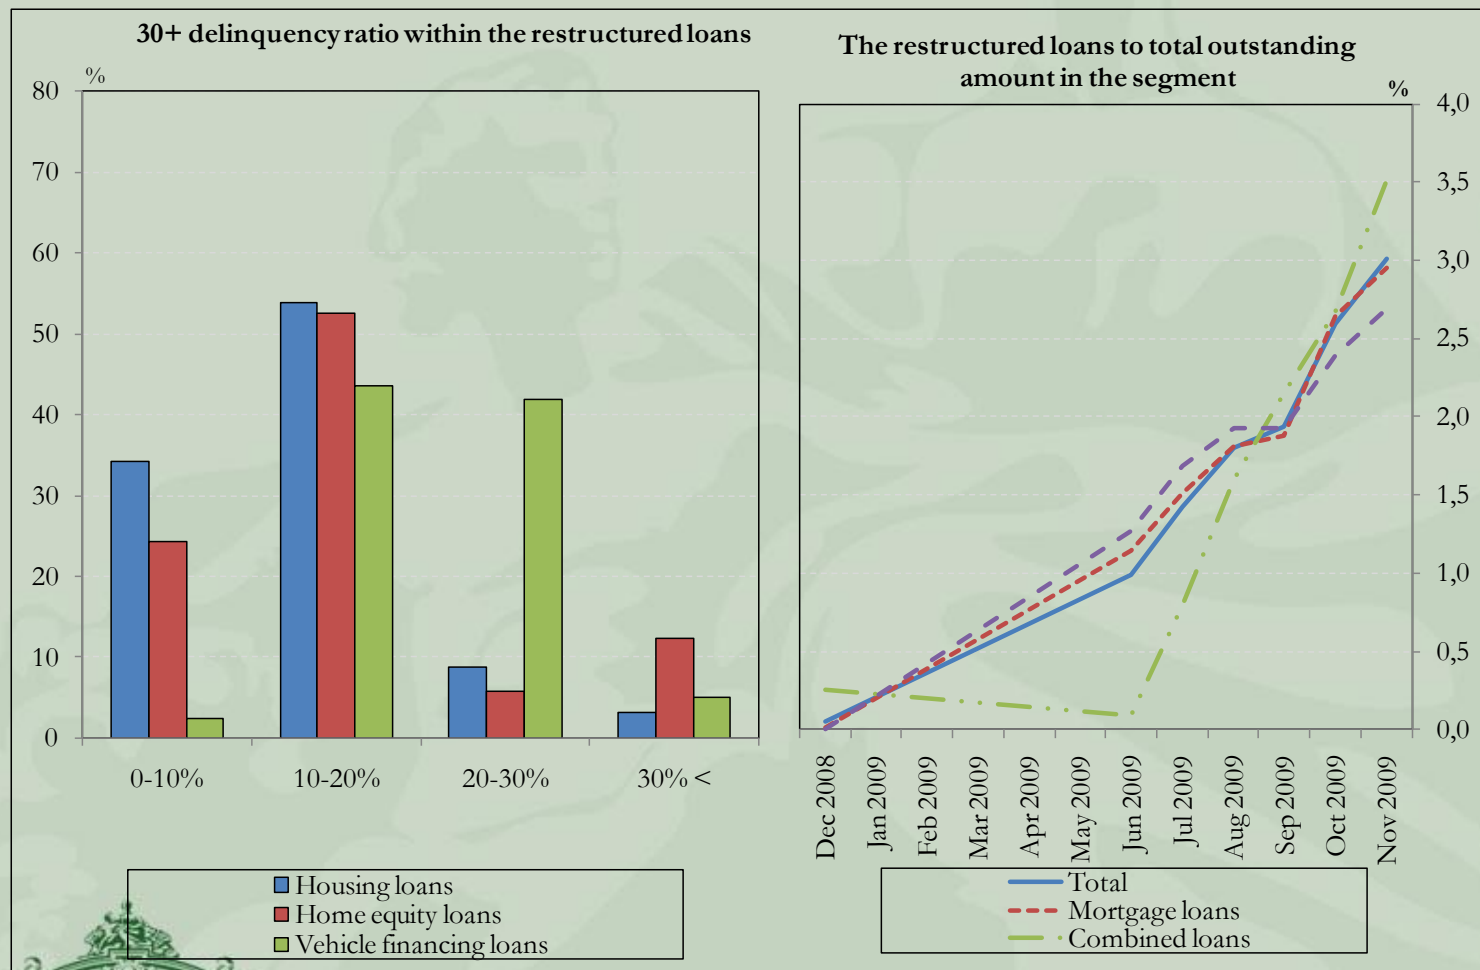 30+ delinquency ratio within the restructured loans
%
80
70
60
50
40
30
20
10
0
0-10%
10-20%
20-30%
30% <
Housing loans
Home equity loans
Vehicle financing loans
The restructured loans to total outstanding
amount in the segment
%
4,0
3,5
3,0
2,5
2,0
1,5
1,0
0,5
0,0
Dec 2008
Jan 2009
Feb 2009
Mar 2009
Apr 2009
May 2009
Jun 2009
Jul 2009
Aug 2009
Sep 2009
Oct 2009
Nov 2009
Total
Mortgage loans
Combined loans